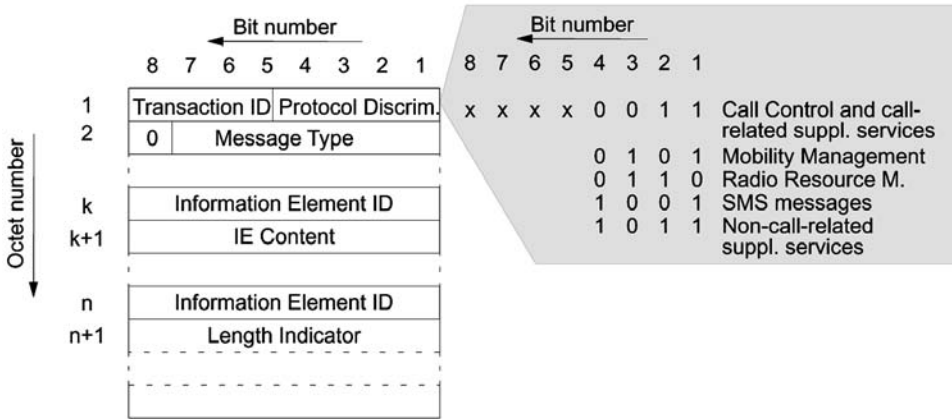 Bit number
8 7 6 5 4 3 2 1
Octet number
1 Transaction ID Protocol Discrim.
2 0 Message Type
k Information Element ID
k+1 IE Content
n Information Element ID
n+1 Length Indicator
Bit number
8 7 6 5 4 3 2 1
x x x x 0 0 1 1 Call Control and call-
related suppl. services
0 1 0 1 Mobility Management
0 1 1 0 Radio Resource M.
1 0 0 1 SMS messages
1 0 1 1 Non-call-related
suppl. services